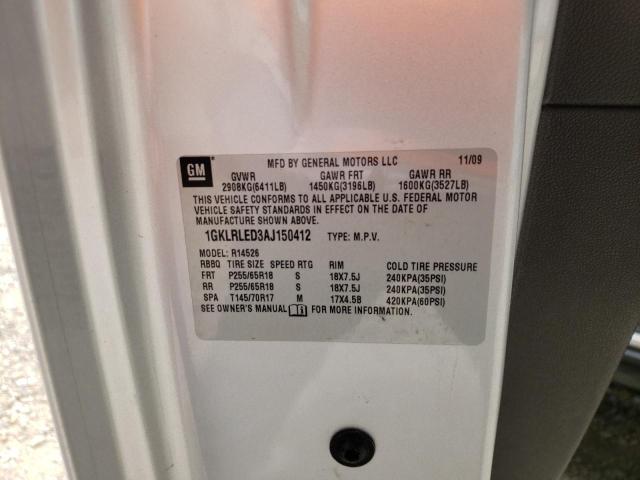 GM
MFD BY GENERAL MOTORS LLC 11/09
GVWR GAWR FRT GAWR RR
2908KG(6411LB) 1450KG(3196LB) 1600KG(3527LB)
THIS VEHICLE CONFORMS TO ALL APPLICABLE U.S. FEDERAL MOTOR
VEHICLE SAFETY STANDARDS IN EFFECT ON THE DATE OF
MANUFACTURE SHOWN ABOVE.
1GKLRLED3AJ150412 TYPE: M.P.V.
MODEL: R14526
RBBQ TIRE SIZE SPEED RTG RIM COLD TIRE PRESSURE
FRT P255/65R18 S 18X7.5J 240KPA(35PSI)
RR P255/65R18 S 18X7.5J 240KPA(35PSI)
SPA T145/70R17 M 17X4.5B 420KPA(60PSI)
SEE OWNER'S MANUAL FOR MORE INFORMATION.